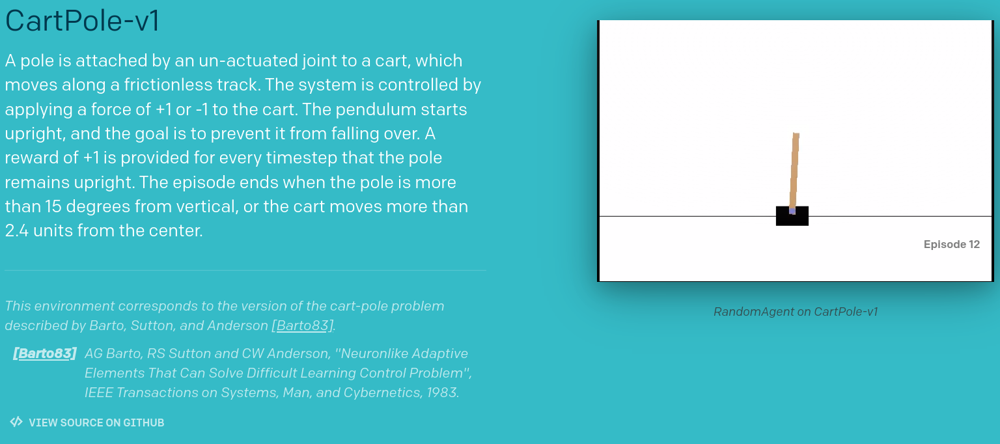 CartPole-v1
A pole is attached by an un-actuated joint to a cart, which
moves along a frictionless track. The system is controlled by
applying a force of +1 or -1 to the cart. The pendulum starts
upright, and the goal is to prevent it from falling over. A
reward of +1 is provided for every timestep that the pole
remains upright. The episode ends when the pole is more
than 15 degrees from vertical, or the cart moves more than
2.4 units from the center.
This environment corresponds to the version of the cart-pole problem
described by Barto, Sutton, and Anderson [Barto83].
[Barto83] AG Barto, RS Sutton and CW Anderson, "Neuronlike Adaptive
Elements That Can Solve Difficult Learning Control Problem",
IEEE Transactions on Systems, Man, and Cybernetics, 1983.
VIEW SOURCE ON GITHUB
Episode 12
RandomAgent on CartPole-v1